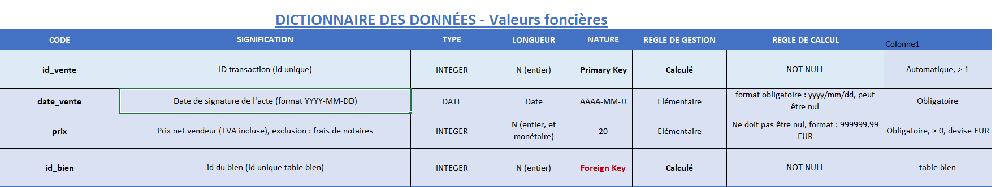 DICTIONNAIRE DES DONNÉES - Valeurs foncières
CODE SIGNIFICATION TYPE LONGUEUR NATURE REGLE DE GESTION REGLE DE CALCUL Colonne1
id_vente ID transaction (id unique) INTEGER N (entier) Primary Key Calculé NOT NULL Automatique, > 1
date_vente Date de signature de l'acte (format YYYY-MM-DD) DATE Date AAAA-MM-JJ Elémentaire format obligatoire : yyyy/mm/dd, peut
être nul Obligatoire
prix Prix net vendeur (TVA incluse), exclusion : frais de notaires INTEGER N (entier, et
monétaire) 20 Elémentaire Ne doit pas être nul, format : 999999,99
EUR Obligatoire, > 0, devise EUR
id_bien id du bien (id unique table bien) INTEGER N (entier) Foreign Key Calculé NOT NULL table bien